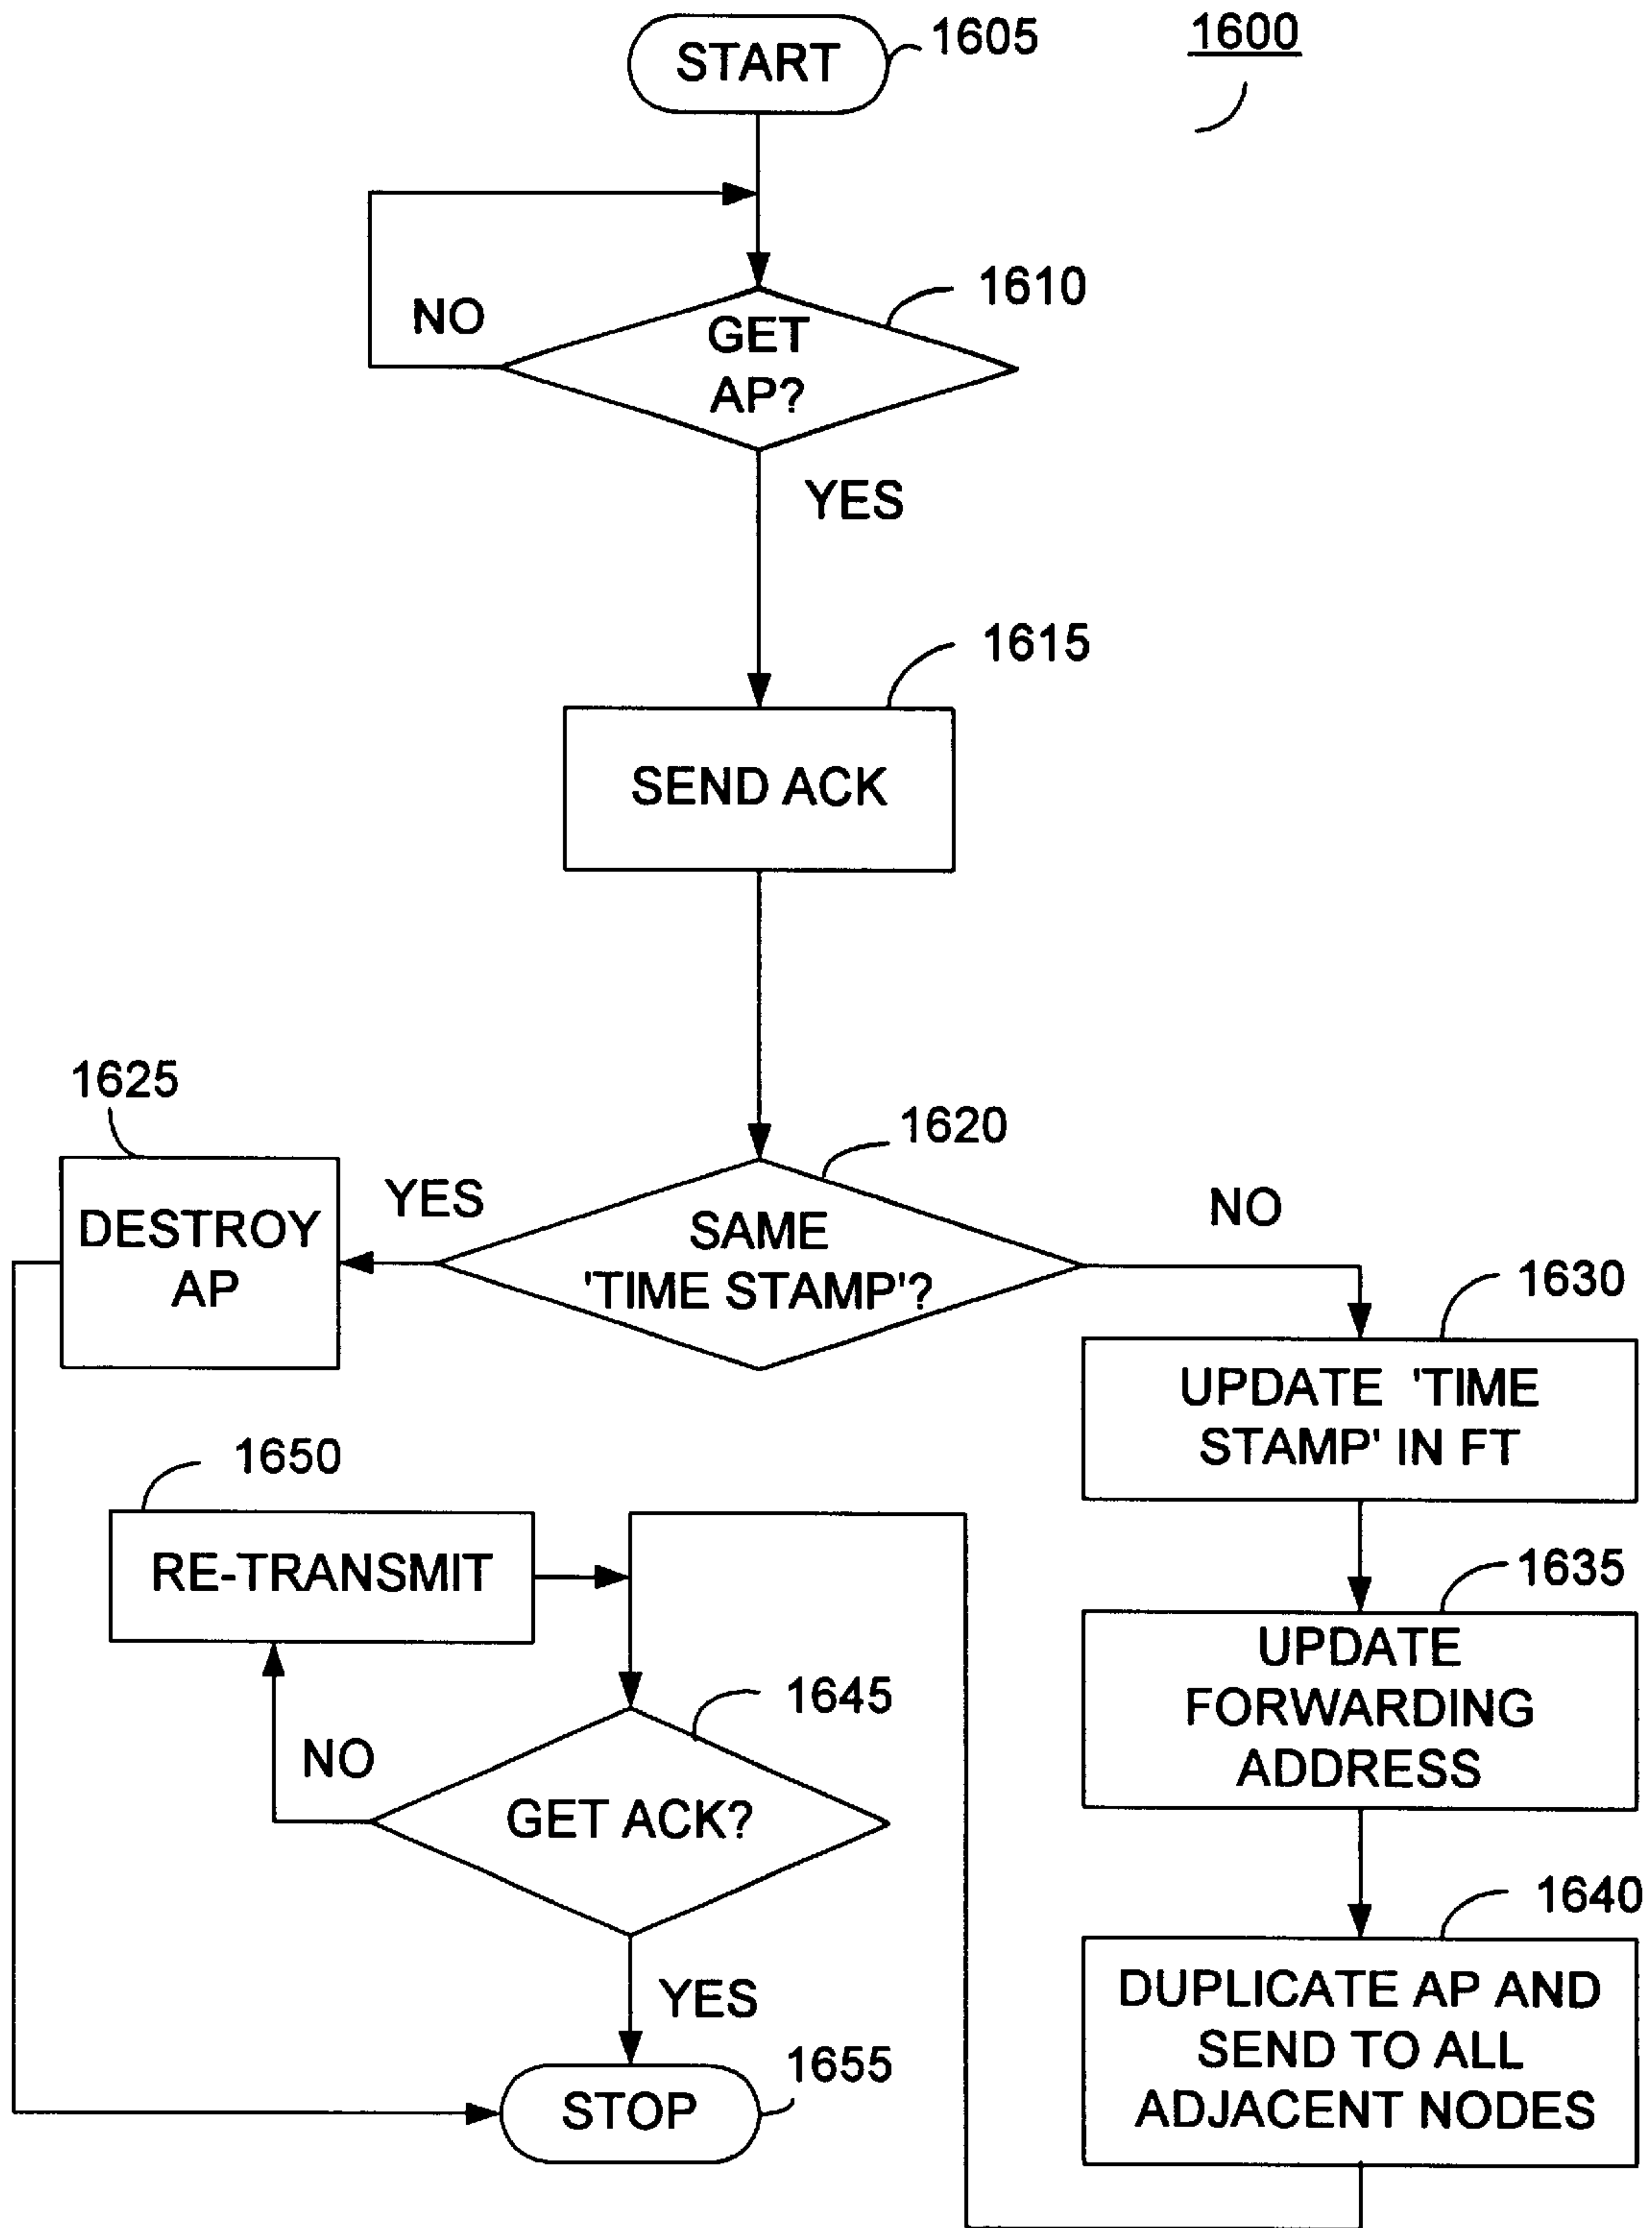 START
1605
1600
1610
NO
GET
AP?
YES
1615
SEND ACK
1625
1620
YES
NO
DESTROY
AP
SAME
'TIME STAMP'?
1630
UPDATE 'TIME
STAMP' IN FT
1650
RE-TRANSMIT
1635
UPDATE
FORWARDING
ADDRESS
1645
NO
GET ACK?
1640
DUPLICATE AP AND
SEND TO ALL
ADJACENT NODES
YES
1655
STOP